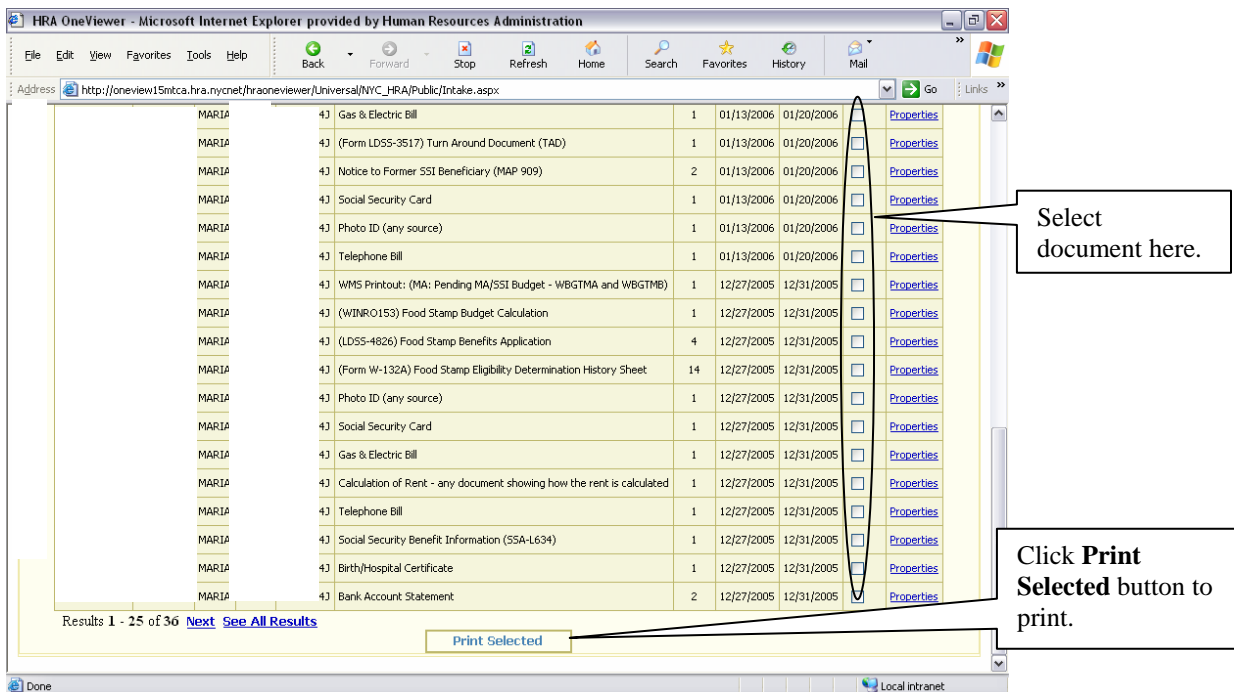 HRA OneViewer - Microsoft Internet Explorer provided by Human Resources Administration
File Edit View Favorites Tools Help Back Forward Stop Refresh Home Search Favorites History Mail »
Address http://oneview15mtca.hra.nycnet/hraoneviewer/Universal/NYC_HRA/Public/Intake.aspx Go Links »
MARIA 4J Gas & Electric Bill 1 01/13/2006 01/20/2006 Properties
MARIA 4J (Form LDSS-3517) Turn Around Document (TAD) 1 01/13/2006 01/20/2006 Properties
MARIA 4J Notice to Former SSI Beneficiary (MAP 909) 2 01/13/2006 01/20/2006 Properties
MARIA 4J Social Security Card 1 01/13/2006 01/20/2006 Properties
MARIA 4J Photo ID (any source) 1 01/13/2006 01/20/2006 Properties
MARIA 4J Telephone Bill 1 01/13/2006 01/20/2006 Properties
Select
document here.
MARIA 4J WMS Printout: (MA: Pending MA/SSI Budget - WBGTMA and WBGTMB) 1 12/27/2005 12/31/2005 Properties
MARIA 4J (WINRO153) Food Stamp Budget Calculation 1 12/27/2005 12/31/2005 Properties
MARIA 4J (LDSS-4826) Food Stamp Benefits Application 4 12/27/2005 12/31/2005 Properties
MARIA 4J (Form W-132A) Food Stamp Eligibility Determination History Sheet 14 12/27/2005 12/31/2005 Properties
MARIA 4J Photo ID (any source) 1 12/27/2005 12/31/2005 Properties
MARIA 4J Social Security Card 1 12/27/2005 12/31/2005 Properties
MARIA 4J Gas & Electric Bill 1 12/27/2005 12/31/2005 Properties
MARIA 4J Calculation of Rent - any document showing how the rent is calculated 1 12/27/2005 12/31/2005 Properties
MARIA 4J Telephone Bill 1 12/27/2005 12/31/2005 Properties
MARIA 4J Social Security Benefit Information (SSA-L634) 1 12/27/2005 12/31/2005 Properties
MARIA 4J Birth/Hospital Certificate 1 12/27/2005 12/31/2005 Properties
MARIA 4J Bank Account Statement 2 12/27/2005 12/31/2005 Properties
Click Print
Selected button to
print.
Results 1 - 25 of 36 Next See All Results
Print Selected
Done Local intranet